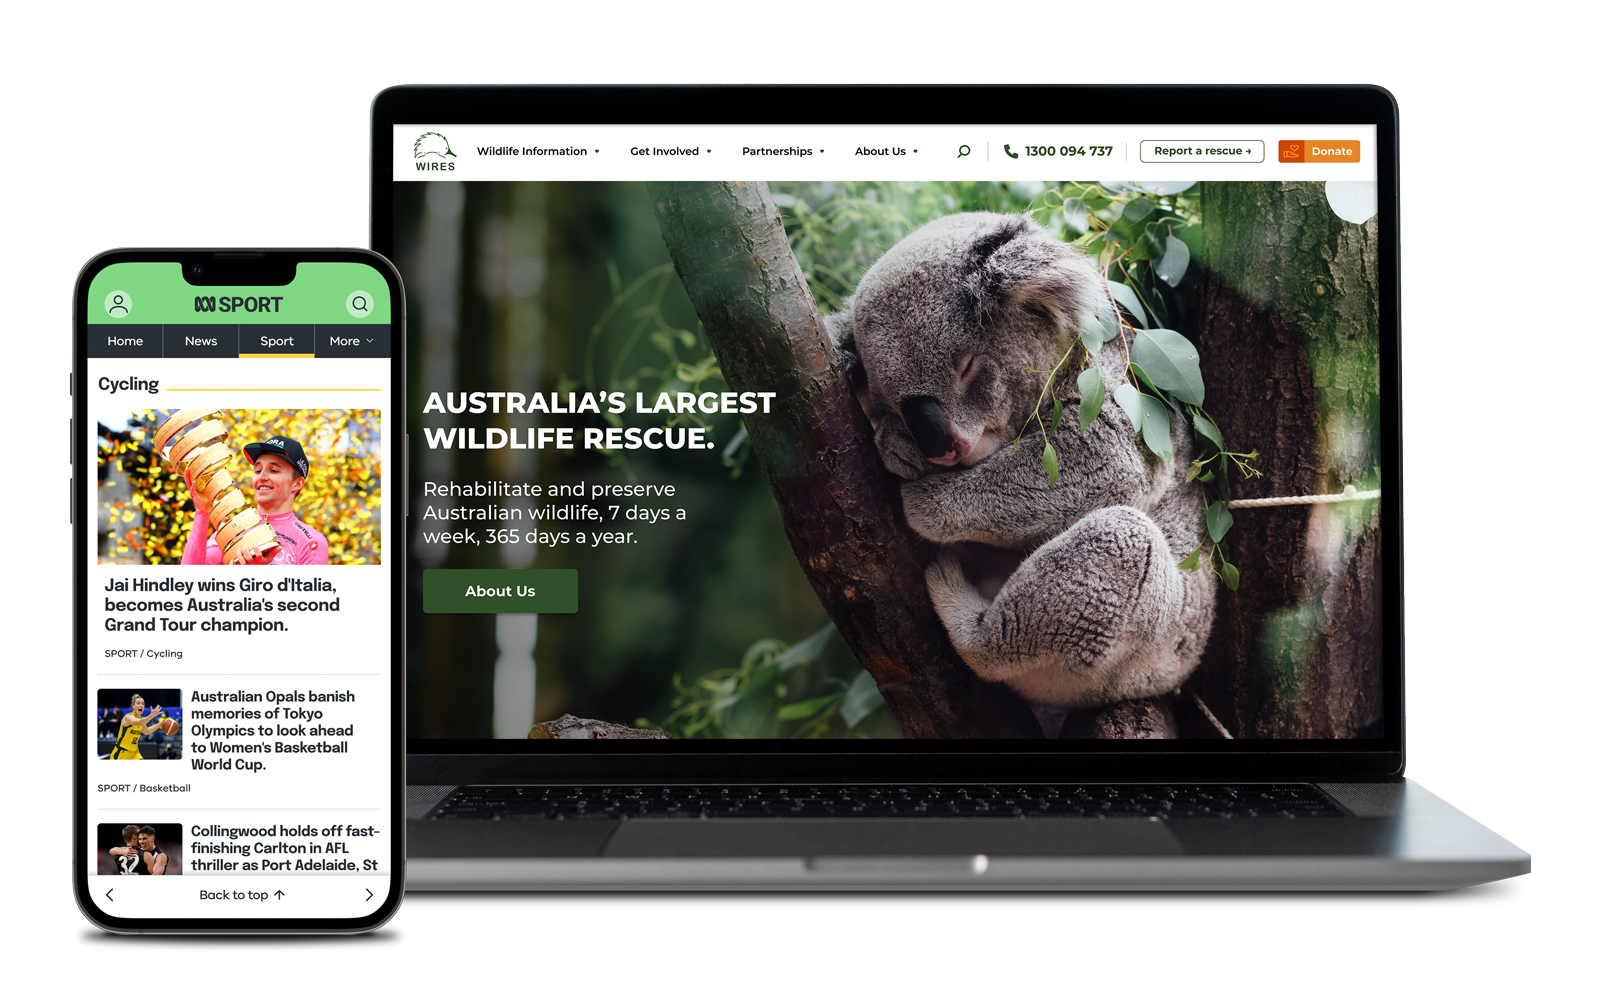 WIRES
Wildlife Information
Get Involved
Partnerships
About Us
1300 094 737
Report a rescue →
Donate
AUSTRALIA’S LARGEST
WILDLIFE RESCUE.
Rehabilitate and preserve
Australian wildlife, 7 days a
week, 365 days a year.
About Us
SPORT
Home
News
Sport
More
Cycling
Jai Hindley wins Giro d'Italia,
becomes Australia's second
Grand Tour champion.
SPORT / Cycling
Australian Opals banish
memories of Tokyo
Olympics to look ahead
to Women's Basketball
World Cup.
SPORT / Basketball
32
Collingwood holds off fast-
finishing Carlton in AFL
thriller as Port Adelaide, St
Back to top ↑